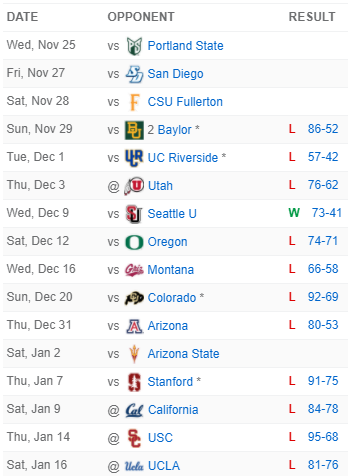 DATE OPPONENT RESULT
Wed, Nov 25 vs Portland State
Fri, Nov 27 vs San Diego
Sat, Nov 28 vs CSU Fullerton
Sun, Nov 29 vs 2 Baylor * L 86-52
Tue, Dec 1 vs UC Riverside * L 57-42
Thu, Dec 3 @ Utah L 76-62
Wed, Dec 9 vs Seattle U W 73-41
Sat, Dec 12 vs Oregon L 74-71
Wed, Dec 16 vs Montana L 66-58
Sun, Dec 20 vs Colorado * L 92-69
Thu, Dec 31 vs Arizona L 80-53
Sat, Jan 2 vs Arizona State
Thu, Jan 7 vs Stanford * L 91-75
Sat, Jan 9 @ Cal California L 84-78
Thu, Jan 14 @ USC L 95-68
Sat, Jan 16 @ Ucla UCLA L 81-76